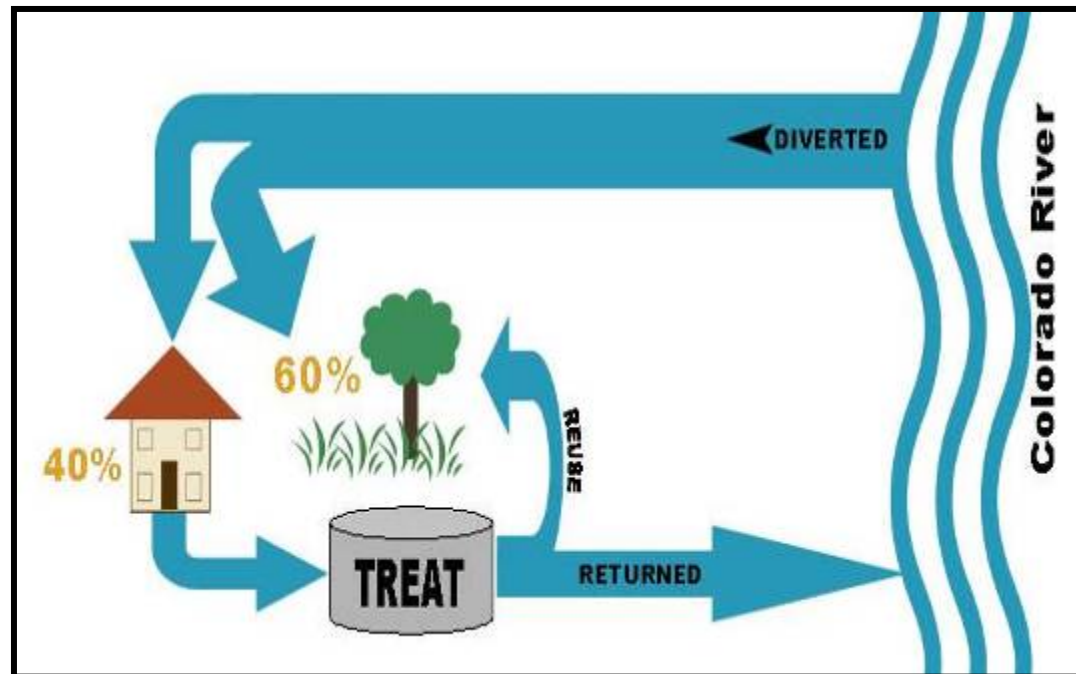 DIVERTED
Colorado River
60%
40%
REUSE
TREAT
RETURNED